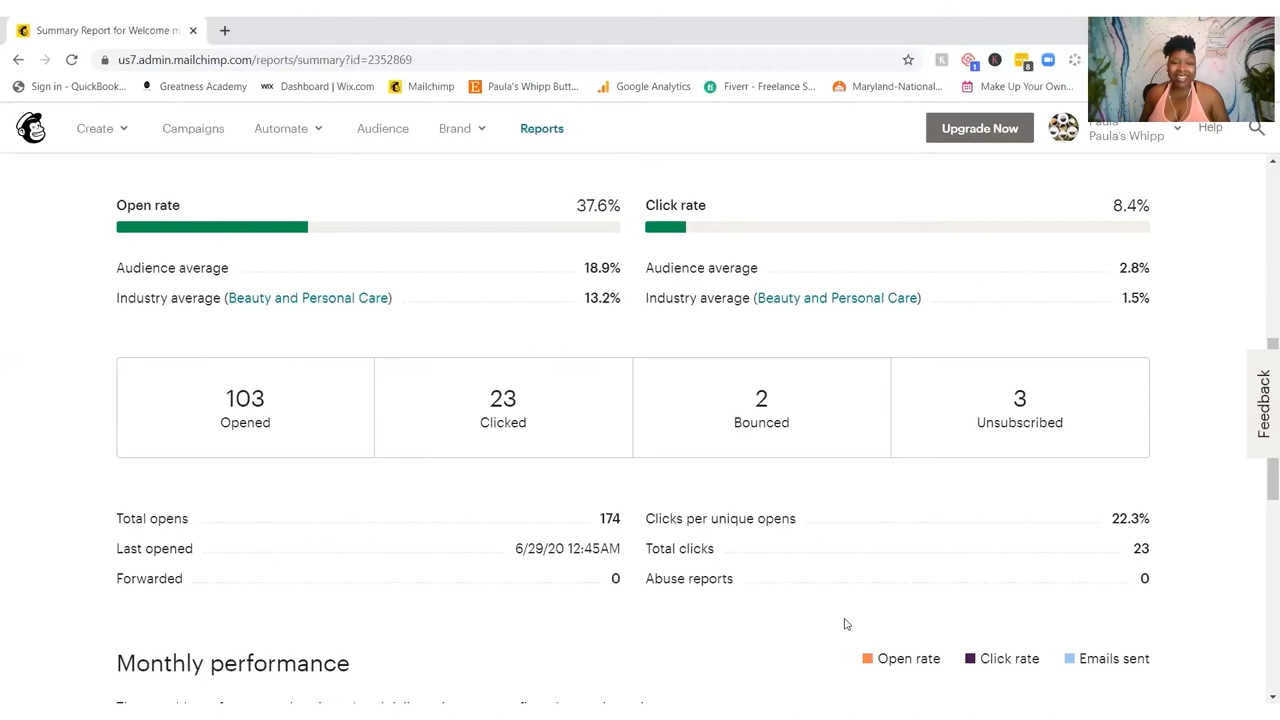 Summary Report for Welcome m
us7.admin.mailchimp.com/reports/summary?id=2352869
Sign in - QuickBook... Greatness Academy WIX Dashboard | Wix.com Mailchimp Paula's Whipp Butt... Google Analytics Fiverr - Freelance S... Maryland-National... Make Up Your Own...
Create Campaigns Automate Audience Brand Reports Upgrade Now Paula Help
Paula's Whipp
Open rate 37.6% Click rate 8.4%
Audience average 18.9% Audience average 2.8%
Industry average (Beauty and Personal Care) 13.2% Industry average (Beauty and Personal Care) 1.5%
103 23 2 3
Opened Clicked Bounced Unsubscribed
Feedback
Total opens 174 Clicks per unique opens 22.3%
Last opened 6/29/20 12:45AM Total clicks 23
Forwarded 0 Abuse reports 0
Monthly performance Open rate Click rate Emails sent